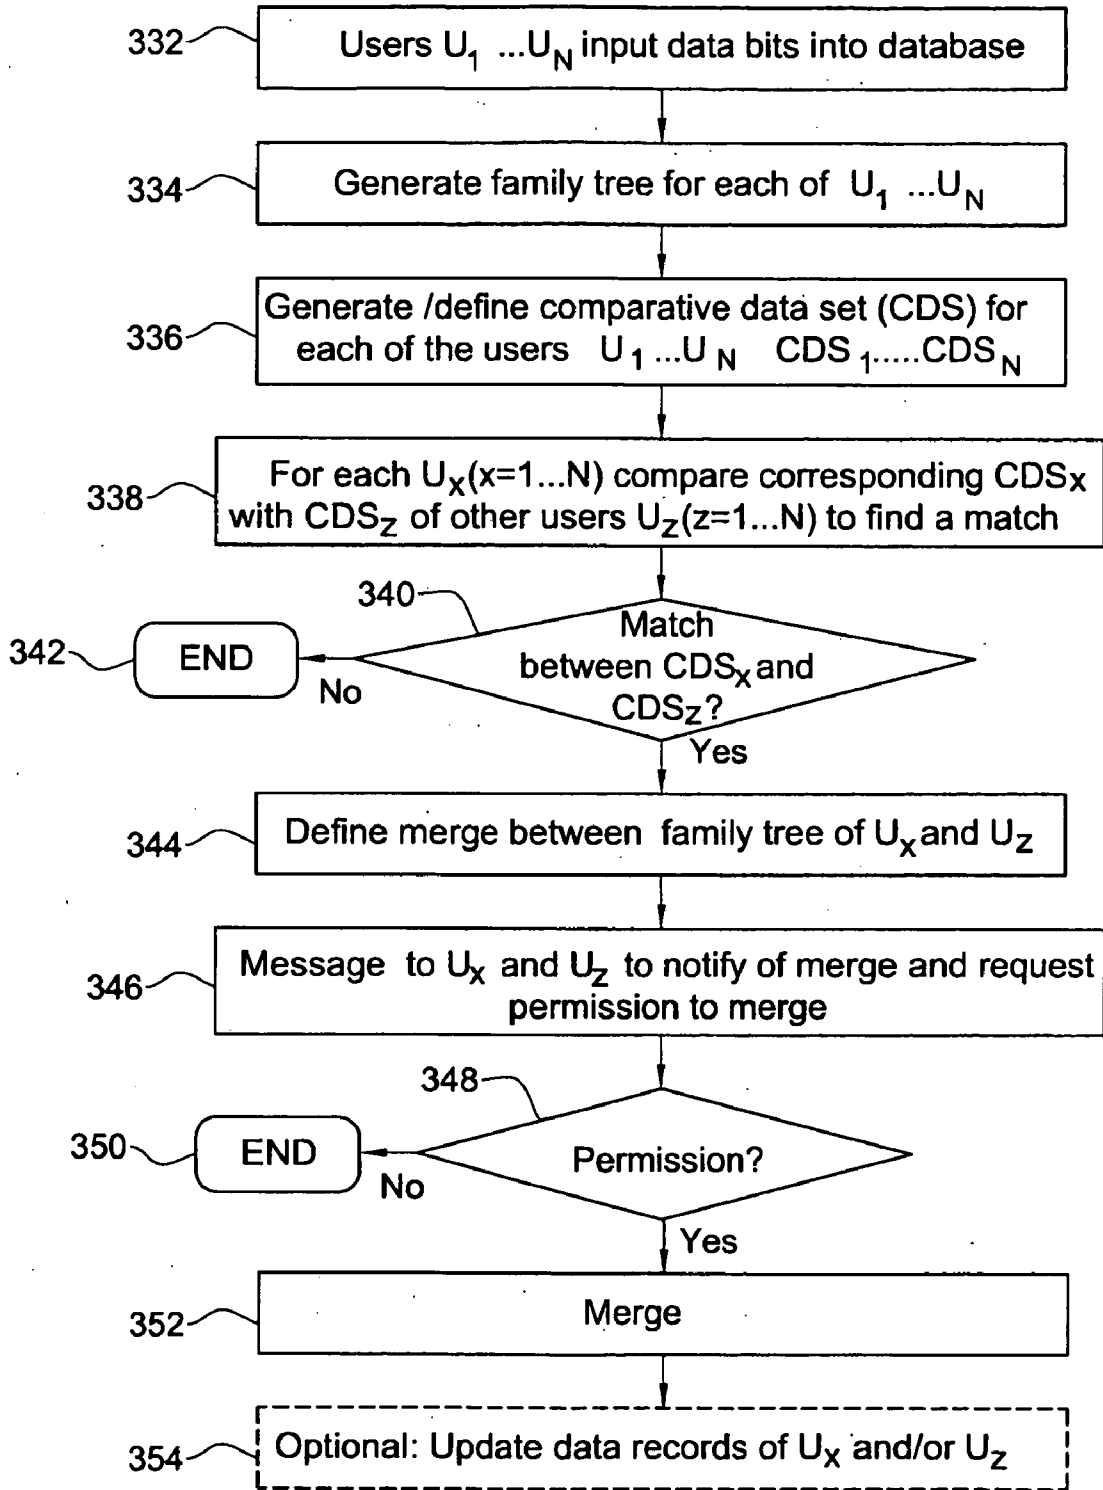 332
Users U1 ...UN input data bits into database
334
Generate family tree for each of U1 ...UN
336
Generate /define comparative data set (CDS) for
each of the users U1 ...UN CDS1.....CDSN
338
For each Ux(x=1...N) compare corresponding CDSx
with CDSz of other users Uz(z=1...N) to find a match
340
Match
between CDSx and
CDSz?
342
END
No
Yes
344
Define merge between family tree of Ux and Uz
346
Message to Ux and Uz to notify of merge and request
permission to merge
348
Permission?
350
END
No
Yes
352
Merge
354
Optional: Update data records of Ux and/or Uz